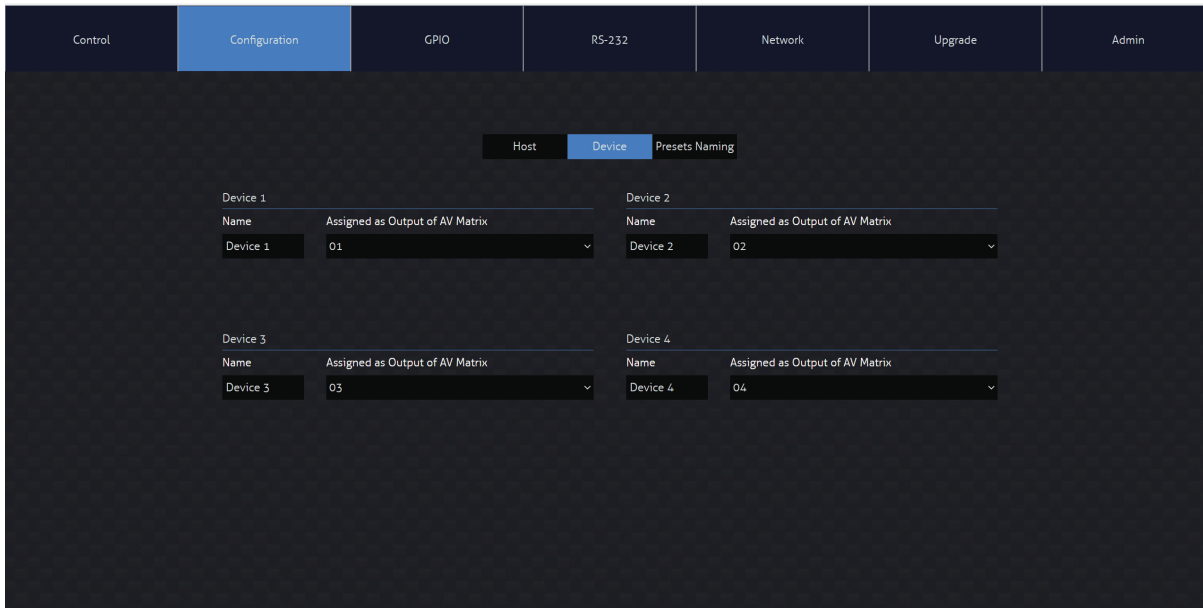 Control Configuration GPIO RS-232 Network Upgrade Admin
Host Device Presets Naming
Device 1 Device 2
Name Assigned as Output of AV Matrix Name Assigned as Output of AV Matrix
Device 1 01 Device 2 02
Device 3 Device 4
Name Assigned as Output of AV Matrix Name Assigned as Output of AV Matrix
Device 3 03 Device 4 04